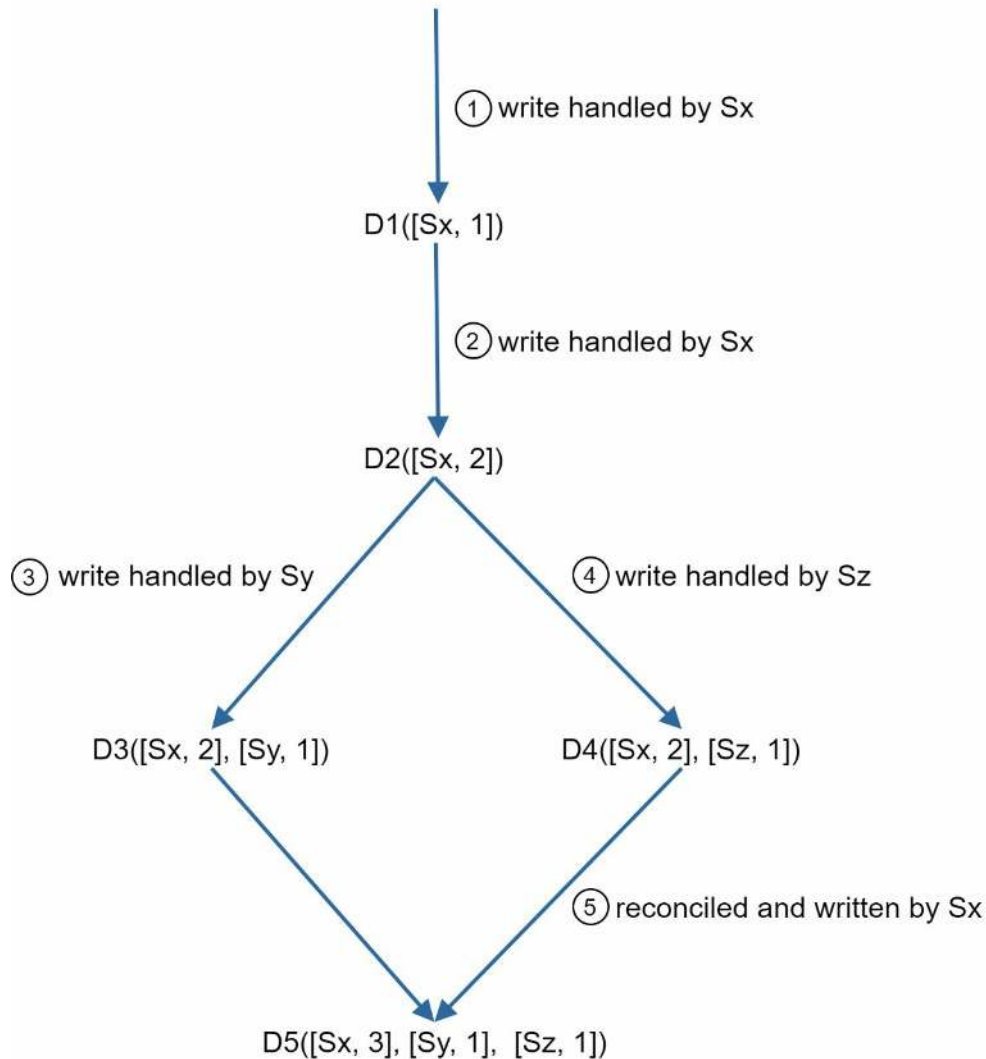 1 write handled by Sx
D1([Sx, 1])
2 write handled by Sx
D2([Sx, 2])
3 write handled by Sy
4 write handled by Sz
D3([Sx, 2], [Sy, 1])
D4([Sx, 2], [Sz, 1])
5 reconciled and written by Sx
D5([Sx, 3], [Sy, 1], [Sz, 1])